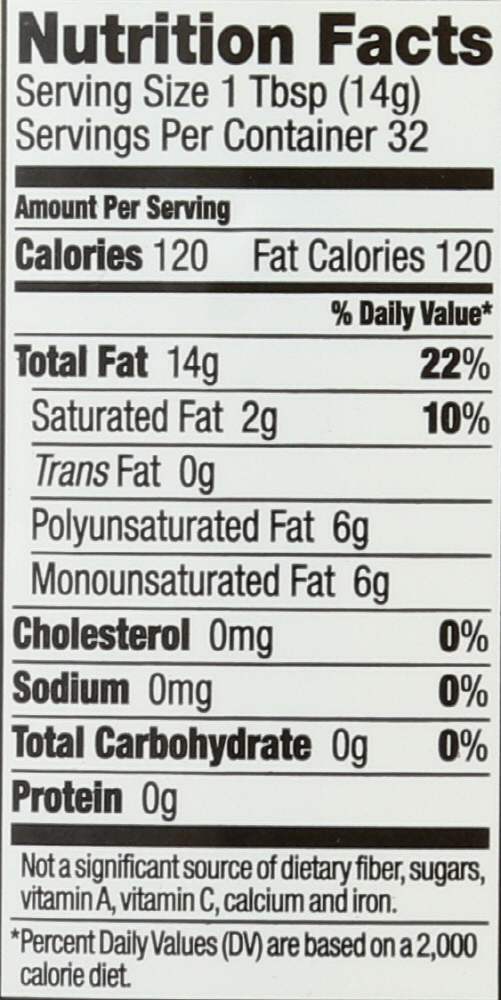 Nutrition Facts
Serving Size 1 Tbsp (14g)
Servings Per Container 32
Amount Per Serving
Calories 120 Fat Calories 120
% Daily Value*
Total Fat 14g 22%
Saturated Fat 2g 10%
Trans Fat 0g
Polyunsaturated Fat 6g
Monounsaturated Fat 6g
Cholesterol 0mg 0%
Sodium 0mg 0%
Total Carbohydrate 0g 0%
Protein 0g
Not a significant source of dietary fiber, sugars,
vitamin A, vitamin C, calcium and iron.
*Percent Daily Values (DV) are based on a 2,000
calorie diet.